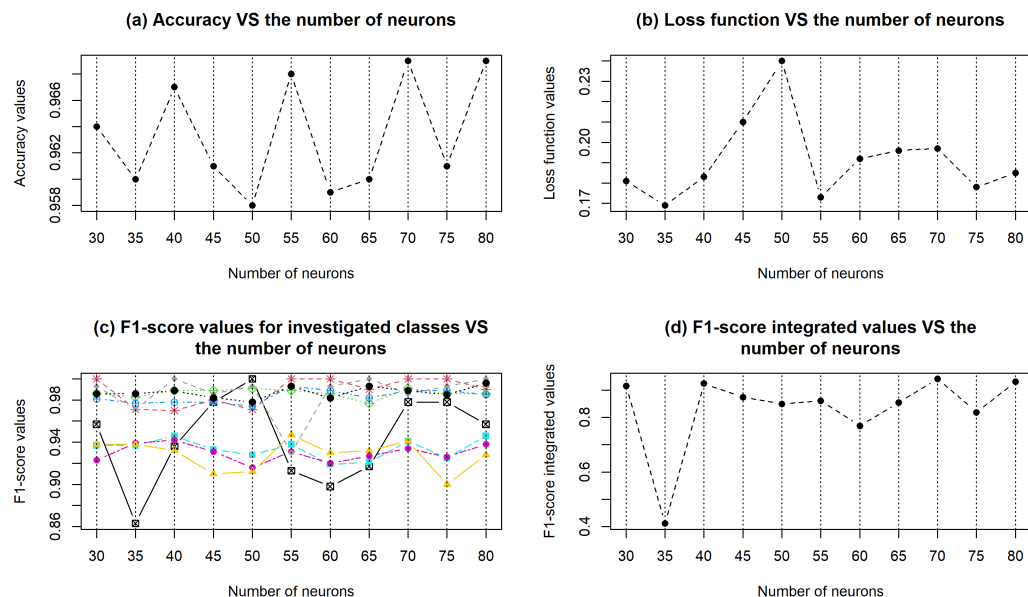 (a) Accuracy VS the number of neurons
Accuracy values
0.958 0.962 0.966
30 35 40 45 50 55 60 65 70 75 80
Number of neurons
(b) Loss function VS the number of neurons
Loss function values
0.17 0.20 0.23
30 35 40 45 50 55 60 65 70 75 80
Number of neurons
(c) F1-score values for investigated classes VS
the number of neurons
F1-score values
0.86 0.90 0.94 0.98
30 35 40 45 50 55 60 65 70 75 80
Number of neurons
(d) F1-score integrated values VS the
number of neurons
F1-score integrated values
0.4 0.6 0.8
30 35 40 45 50 55 60 65 70 75 80
Number of neurons